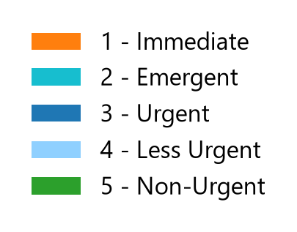 1 - Immediate
2 - Emergent
3 - Urgent
4 - Less Urgent
5 - Non-Urgent